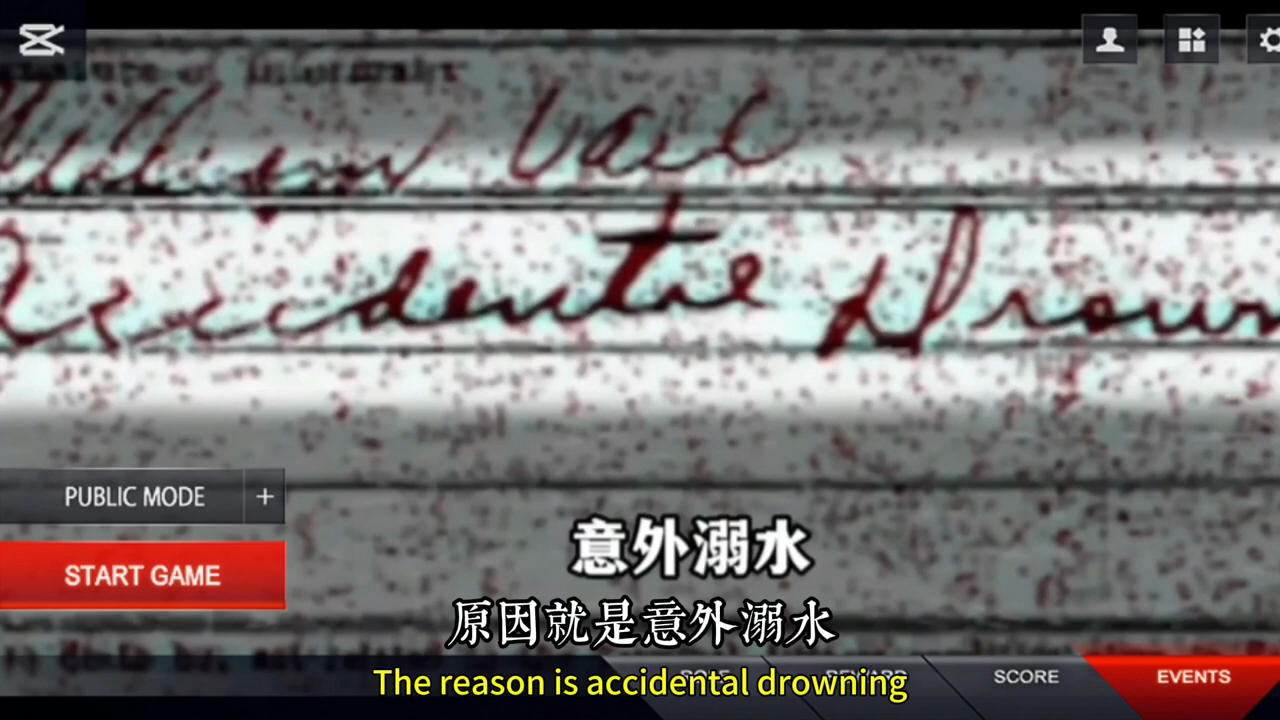 William Vail
Accidental Drown
PUBLIC MODE +
START GAME
意外溺水
原因就是意外溺水
SCORE
EVENTS
The reason is accidental drowning